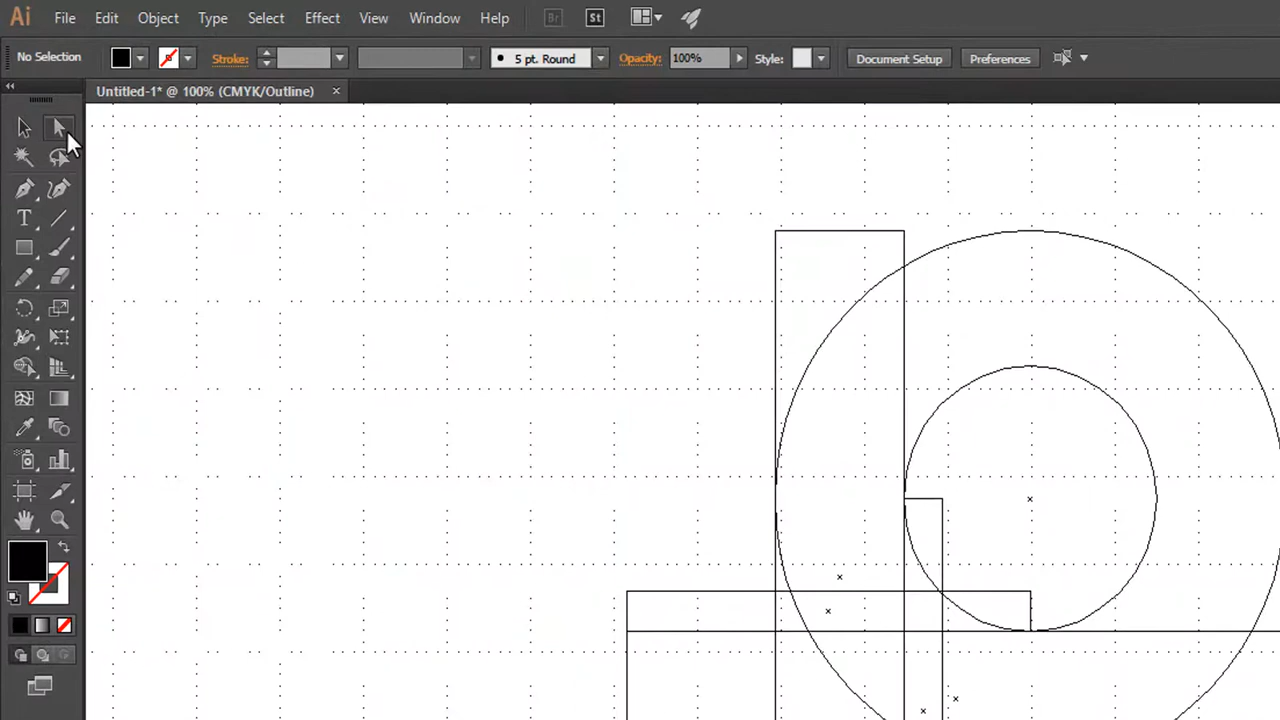 Ai File Edit Object Type Select Effect View Window Help Br St
No Selection Stroke: 5 pt. Round Opacity: 100% Style: Document Setup Preferences
Untitled-1* @ 100% (CMYK/Outline) ×